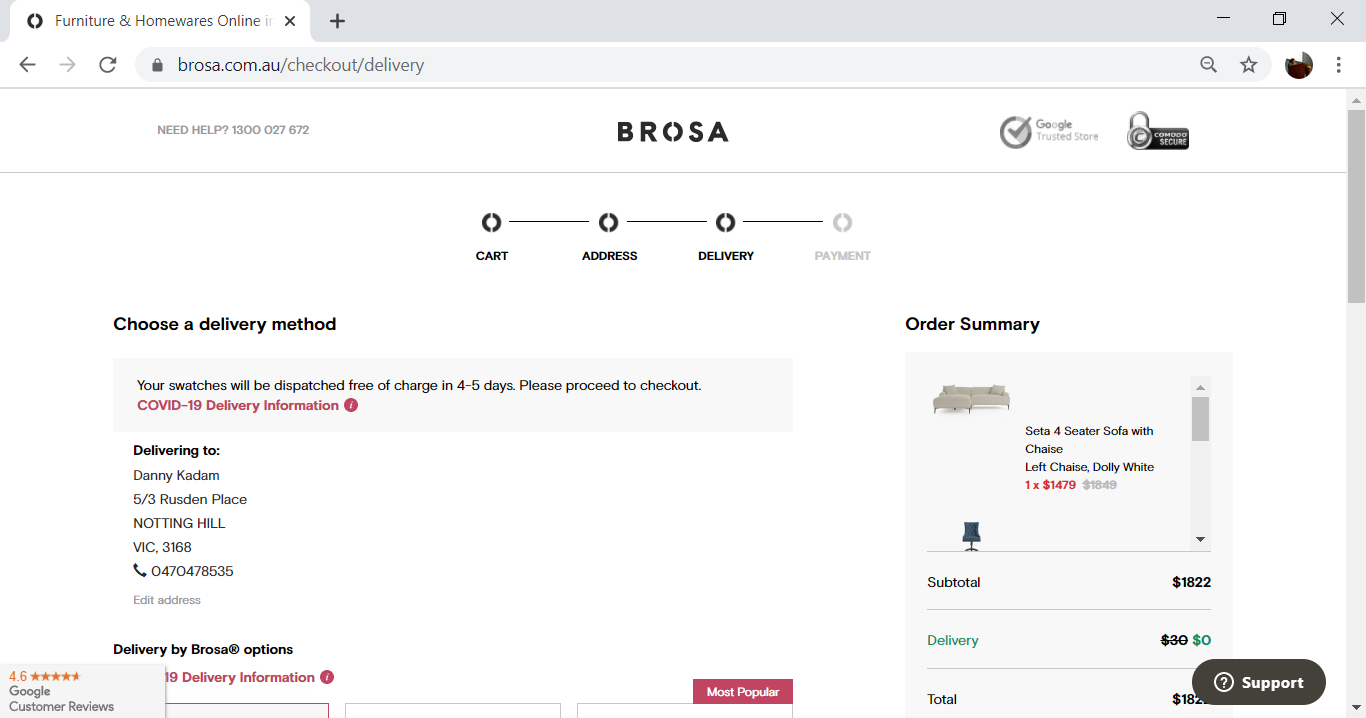 Furniture & Homewares Online in
brosa.com.au/checkout/delivery
NEED HELP? 1300 027 672
BROSA
Google
Trusted Store
COMODO
SECURE
CART
ADDRESS
DELIVERY
PAYMENT
Choose a delivery method
Your swatches will be dispatched free of charge in 4-5 days. Please proceed to checkout.
COVID-19 Delivery Information
Delivering to:
Danny Kadam
5/3 Rusden Place
NOTTING HILL
VIC, 3168
0470478535
Edit address
Delivery by Brosa® options
19 Delivery Information
Most Popular
Order Summary
Seta 4 Seater Sofa with
Chaise
Left Chaise, Dolly White
1 x $1479 $1849
Subtotal $1822
Delivery $30 $0
Total $182
Support
4.6
Google
Customer Reviews